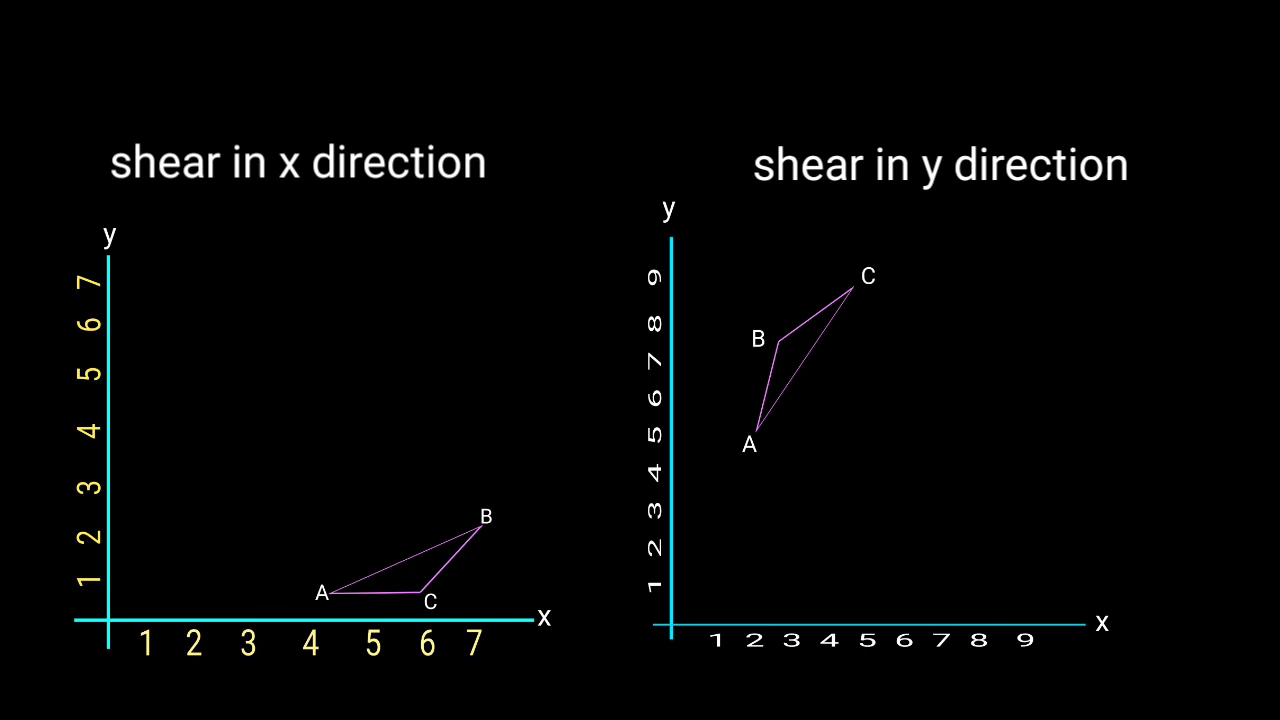 shear in x direction
y
7
6
5
4
3
2
1
A
B
C
x
1 2 3 4 5 6 7
shear in y direction
y
9
8
7
6
5
4
3
2
1
C
B
A
x
1 2 3 4 5 6 7 8 9